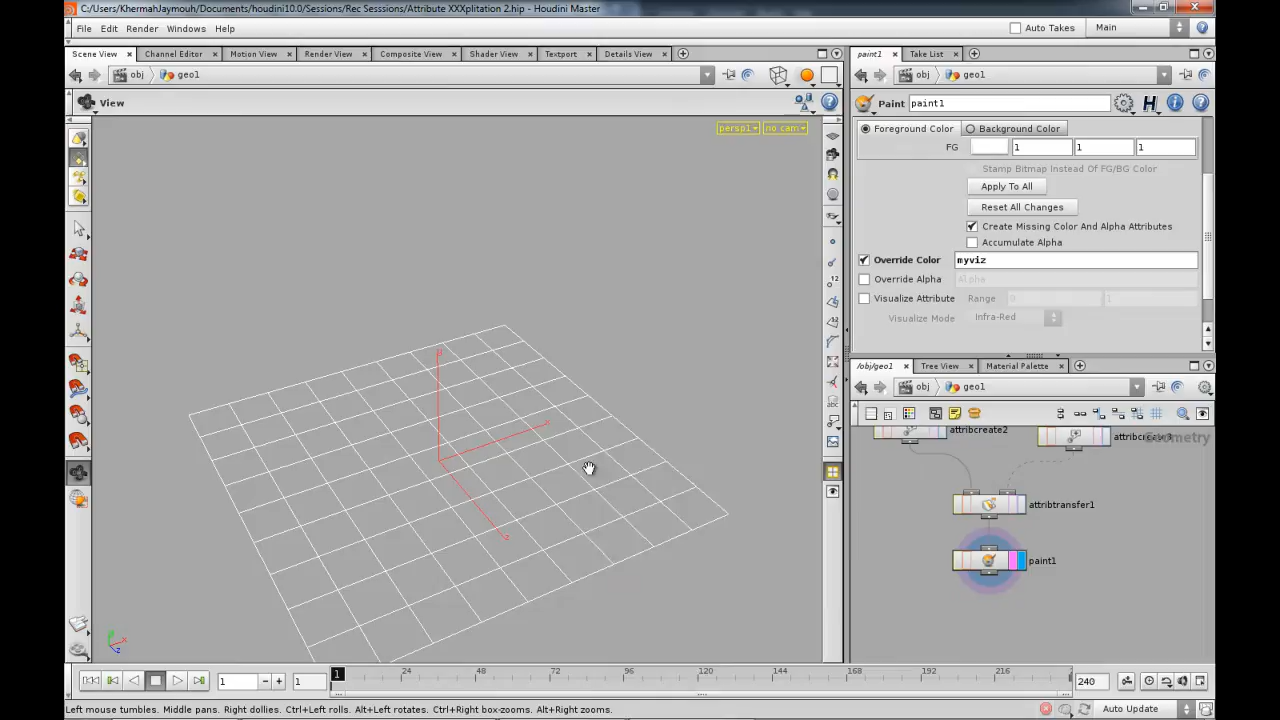 C:/Users/KhermahJaymouh/Documents/houdini10.0/Sessions/Rec Sesssions/Attribute XXXplitation 2.hip - Houdini Master
File Edit Render Windows Help
Auto Takes Main
Scene View Channel Editor Motion View Render View Composite View Shader View Textport Details View
paint1 Take List
obj geo1
obj geo1
View
Paint paint1
persp1 no cam
Foreground Color Background Color
FG 1 1 1
Stamp Bitmap Instead Of FG/BG Color
Apply To All
Reset All Changes
Create Missing Color And Alpha Attributes
Accumulate Alpha
Override Color myviz
Override Alpha Alpha
Visualize Attribute Range 0 1
Visualize Mode Infra-Red
/obj/geo1 Tree View Material Palette
obj geo1
attribcreate2
Geometry
attribtransfer1
paint1
1 1
1 24 48 72 96 120 144 168 192 216
240
Left mouse tumbles. Middle pans. Right dollies. Ctrl+Left rolls. Alt+Left rotates. Ctrl+Right box-zooms. Alt+Right zooms.
Auto Update